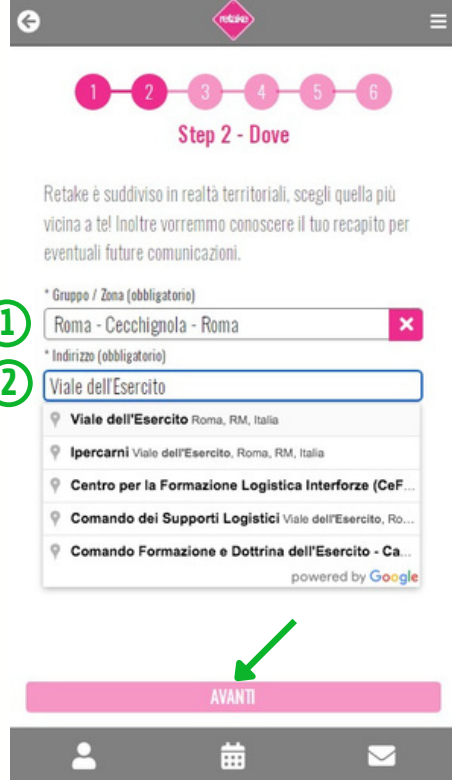 retake
1 2 3 4 5 6
Step 2 - Dove
Retake è suddiviso in realtà territoriali, scegli quella più
vicina a te! Inoltre vorremmo conoscere il tuo recapito per
eventuali future comunicazioni.
* Gruppo / Zona (obbligatorio)
1 Roma - Cecchignola - Roma
* Indirizzo (obbligatorio)
2 Viale dell'Esercito
Viale dell'Esercito Roma, RM, Italia
Ipercarni Viale dell'Esercito, Roma, RM, Italia
Centro per la Formazione Logistica Interforze (CeF...
Comando dei Supporti Logistici Viale dell'Esercito, Ro...
Comando Formazione e Dottrina dell'Esercito - Ca...
powered by Google
AVANTI